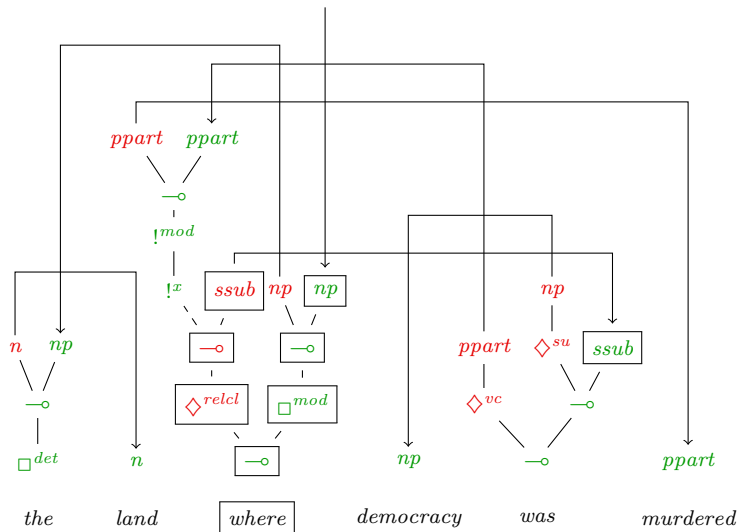 ppart ppart
⊸
!mod
!x ssub np np np
n np ⊸ ⊸ ppart ◇su ssub
⊸ ◇relcl □mod ◇vc ⊸
□det n ⊸ np ⊸ ppart
the land where democracy was murdered